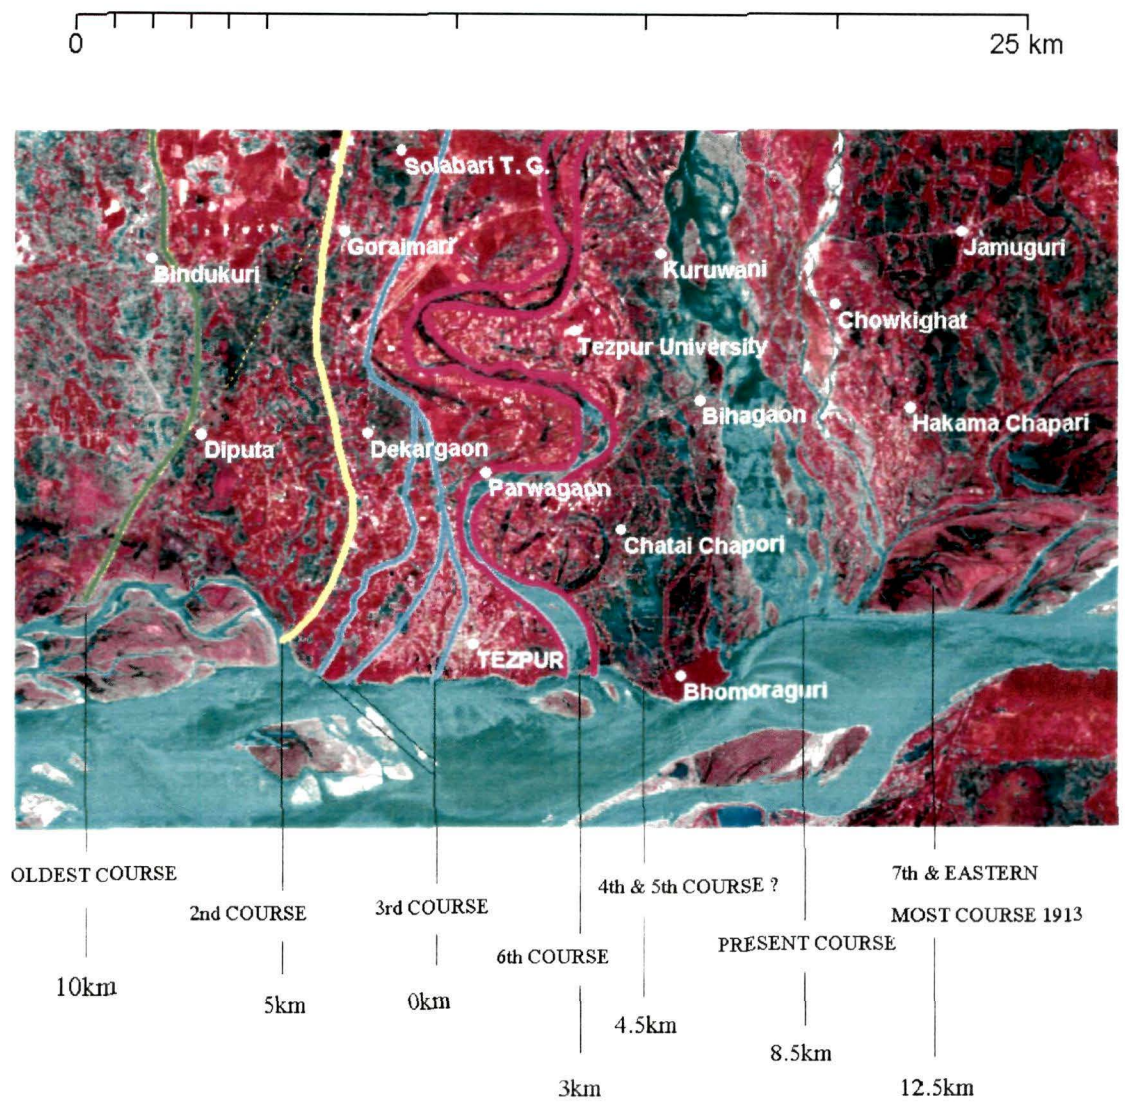 0
25 km
Solabari T. G.
Goraimari
Bindukuri
Kuruwani
Jamuguri
Chowkighat
Tezpur University
Bihagaon
Hakama Chapari
Diputa
Dekargaon
Parwagaon
Chatai Chapori
TEZPUR
Bhomoraguri
OLDEST COURSE
10km
2nd COURSE
5km
3rd COURSE
0km
6th COURSE
3km
4th & 5th COURSE ?
4.5km
PRESENT COURSE
8.5km
7th & EASTERN
MOST COURSE 1913
12.5km